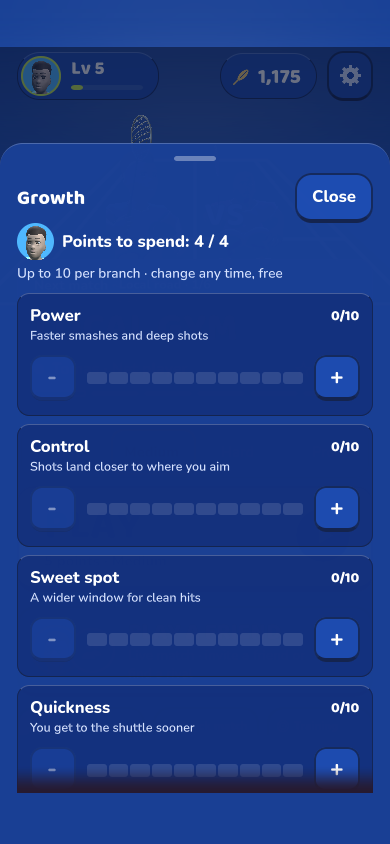 Lv 5
1,175
Growth
Close
Points to spend: 4 / 4
Up to 10 per branch · change any time, free
Power
0/10
Faster smashes and deep shots
-
+
Control
0/10
Shots land closer to where you aim
-
+
Sweet spot
0/10
A wider window for clean hits
-
+
Quickness
0/10
You get to the shuttle sooner
-
+